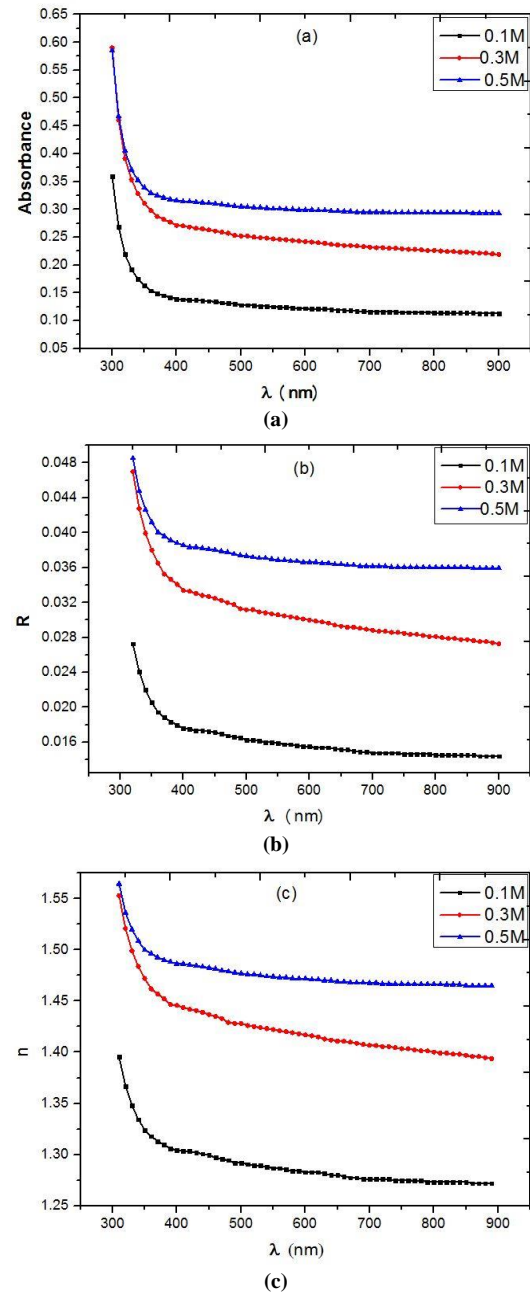 (a)
0.1M
0.3M
0.5M
0.65
0.60
0.55
0.50
0.45
0.40
0.35
0.30
0.25
0.20
0.15
0.10
0.05
Absorbance
300 400 500 600 700 800 900
λ ( nm)
(a)
(b)
0.1M
0.3M
0.5M
0.048
0.044
0.040
0.036
0.032
0.028
0.024
0.020
0.016
R
300 400 500 600 700 800 900
λ ( nm)
(b)
(c)
0.1M
0.3M
0.5M
1.55
1.50
1.45
1.40
1.35
1.30
1.25
n
300 400 500 600 700 800 900
λ (nm)
(c)